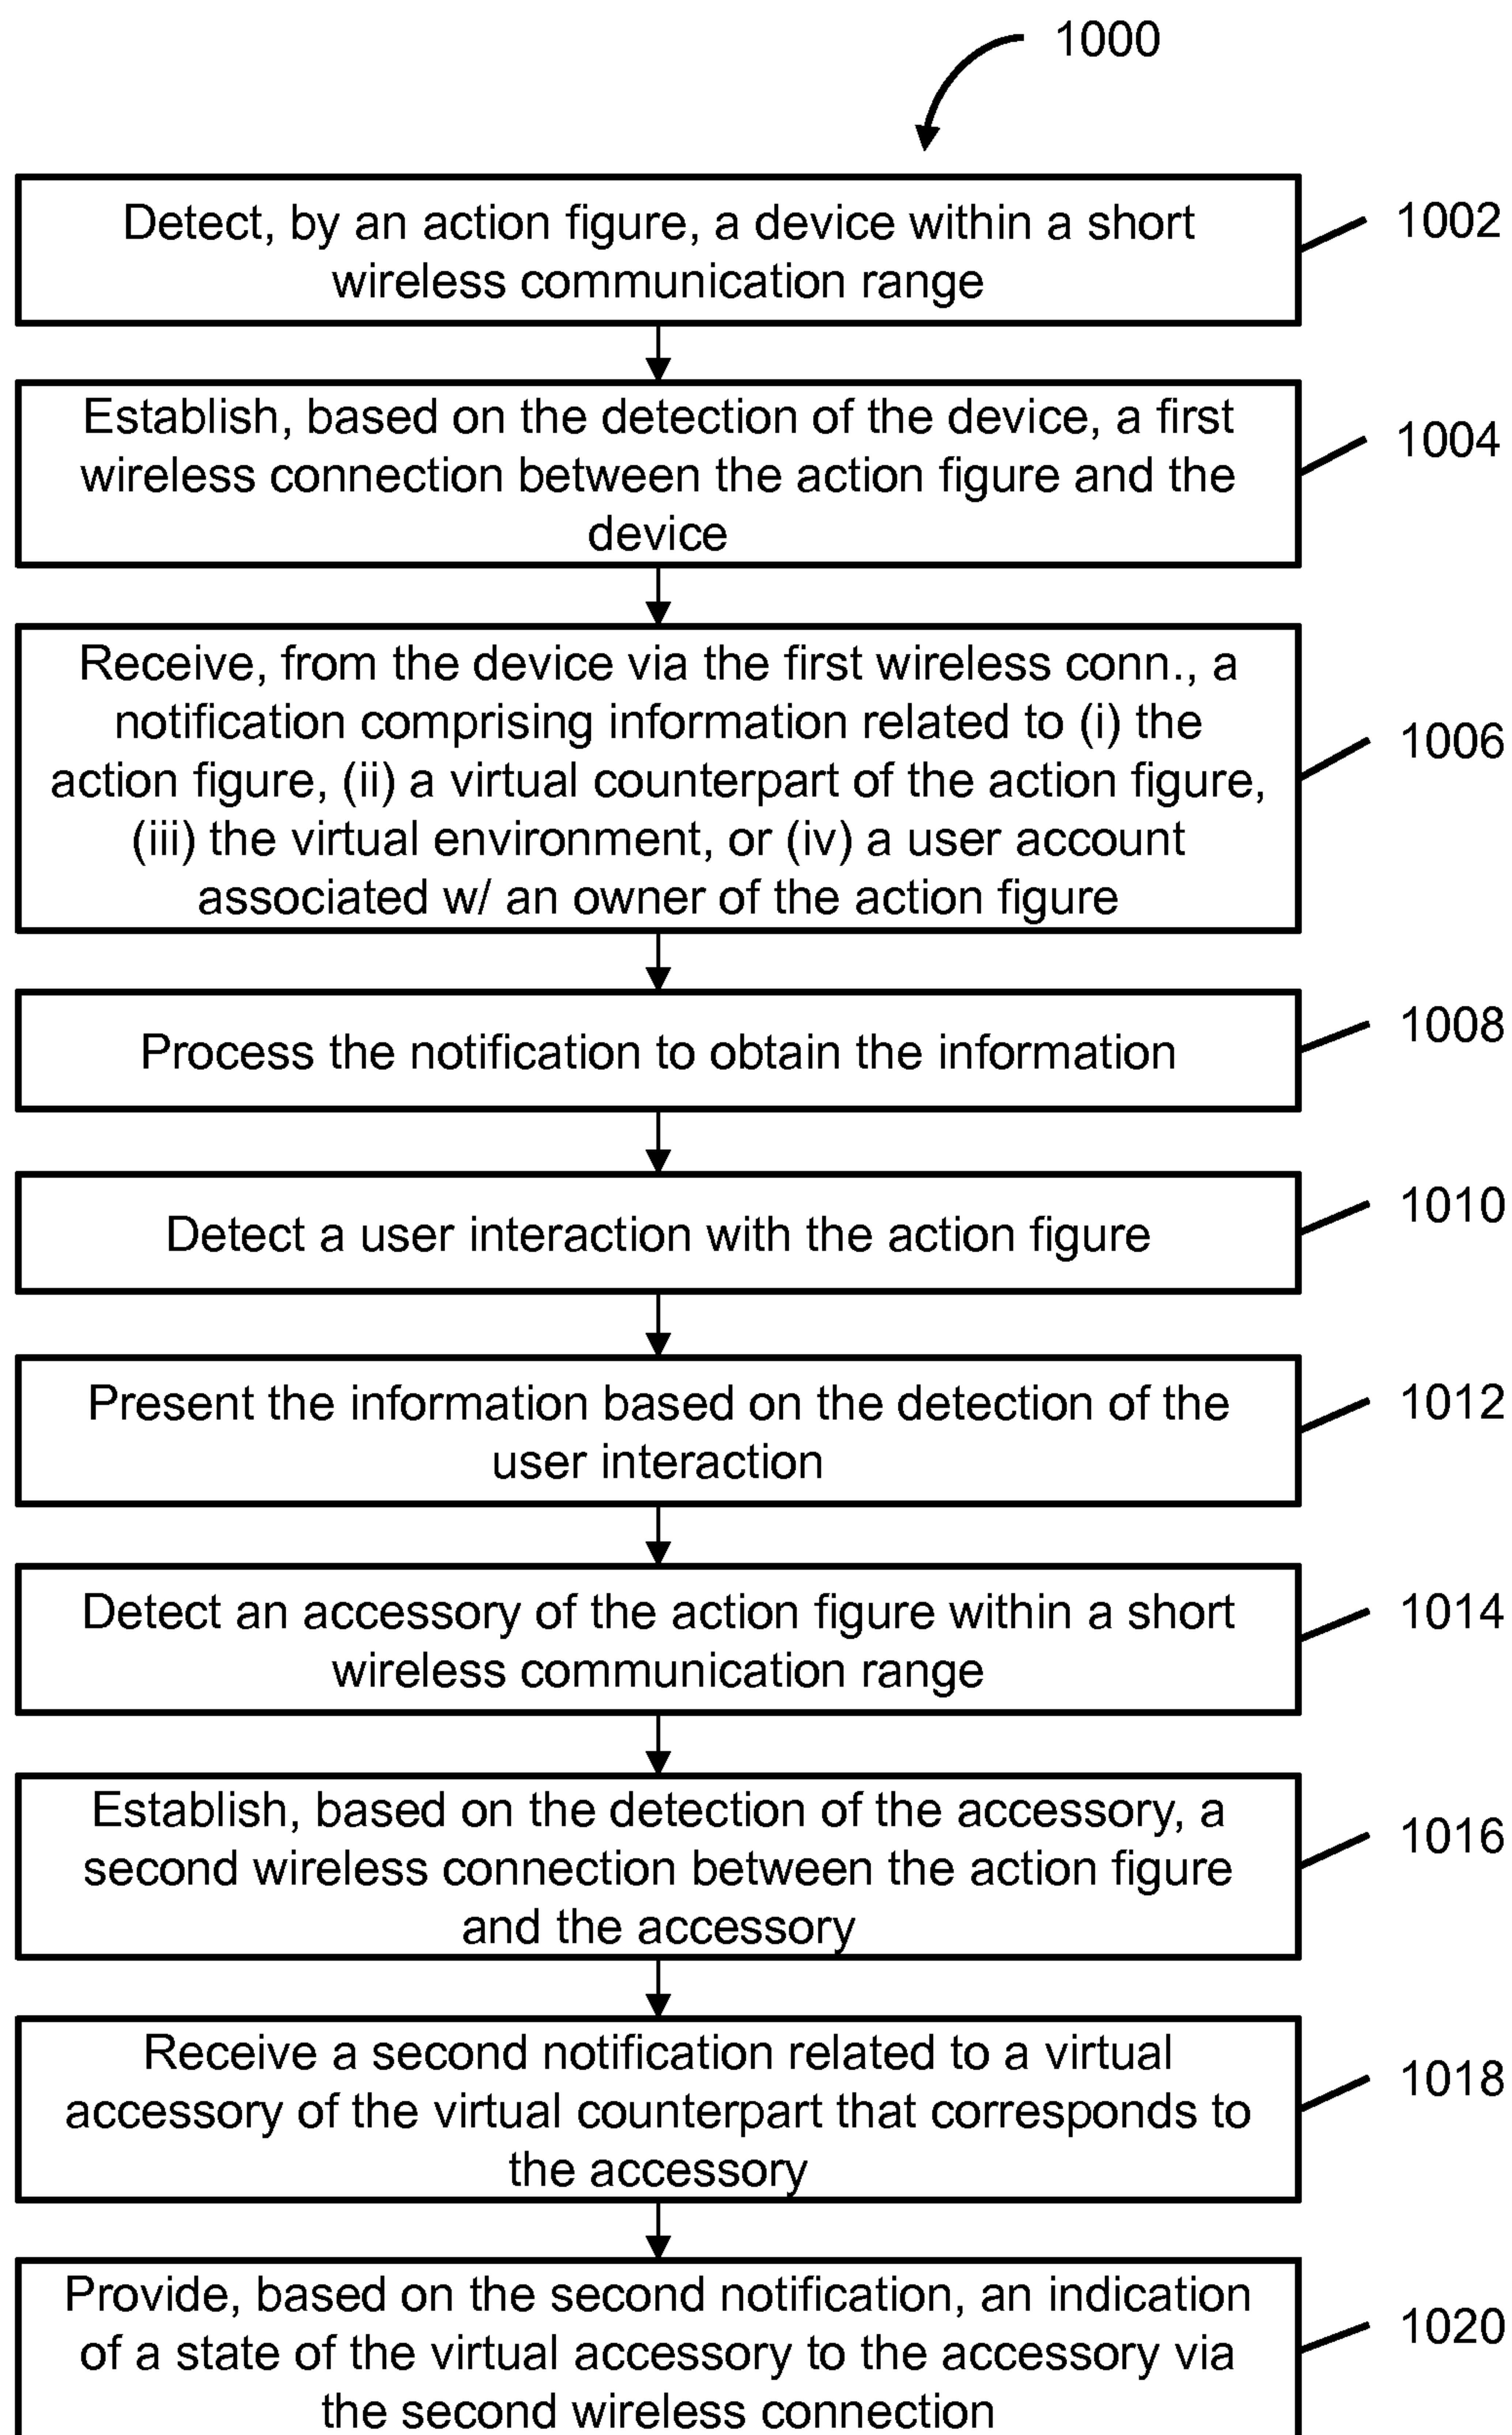 1000
Detect, by an action figure, a device within a short
wireless communication range
1002
Establish, based on the detection of the device, a first
wireless connection between the action figure and the
device
1004
Receive, from the device via the first wireless conn., a
notification comprising information related to (i) the
action figure, (ii) a virtual counterpart of the action figure,
(iii) the virtual environment, or (iv) a user account
associated w/ an owner of the action figure
1006
Process the notification to obtain the information
1008
Detect a user interaction with the action figure
1010
Present the information based on the detection of the
user interaction
1012
Detect an accessory of the action figure within a short
wireless communication range
1014
Establish, based on the detection of the accessory, a
second wireless connection between the action figure
and the accessory
1016
Receive a second notification related to a virtual
accessory of the virtual counterpart that corresponds to
the accessory
1018
Provide, based on the second notification, an indication
of a state of the virtual accessory to the accessory via
the second wireless connection
1020